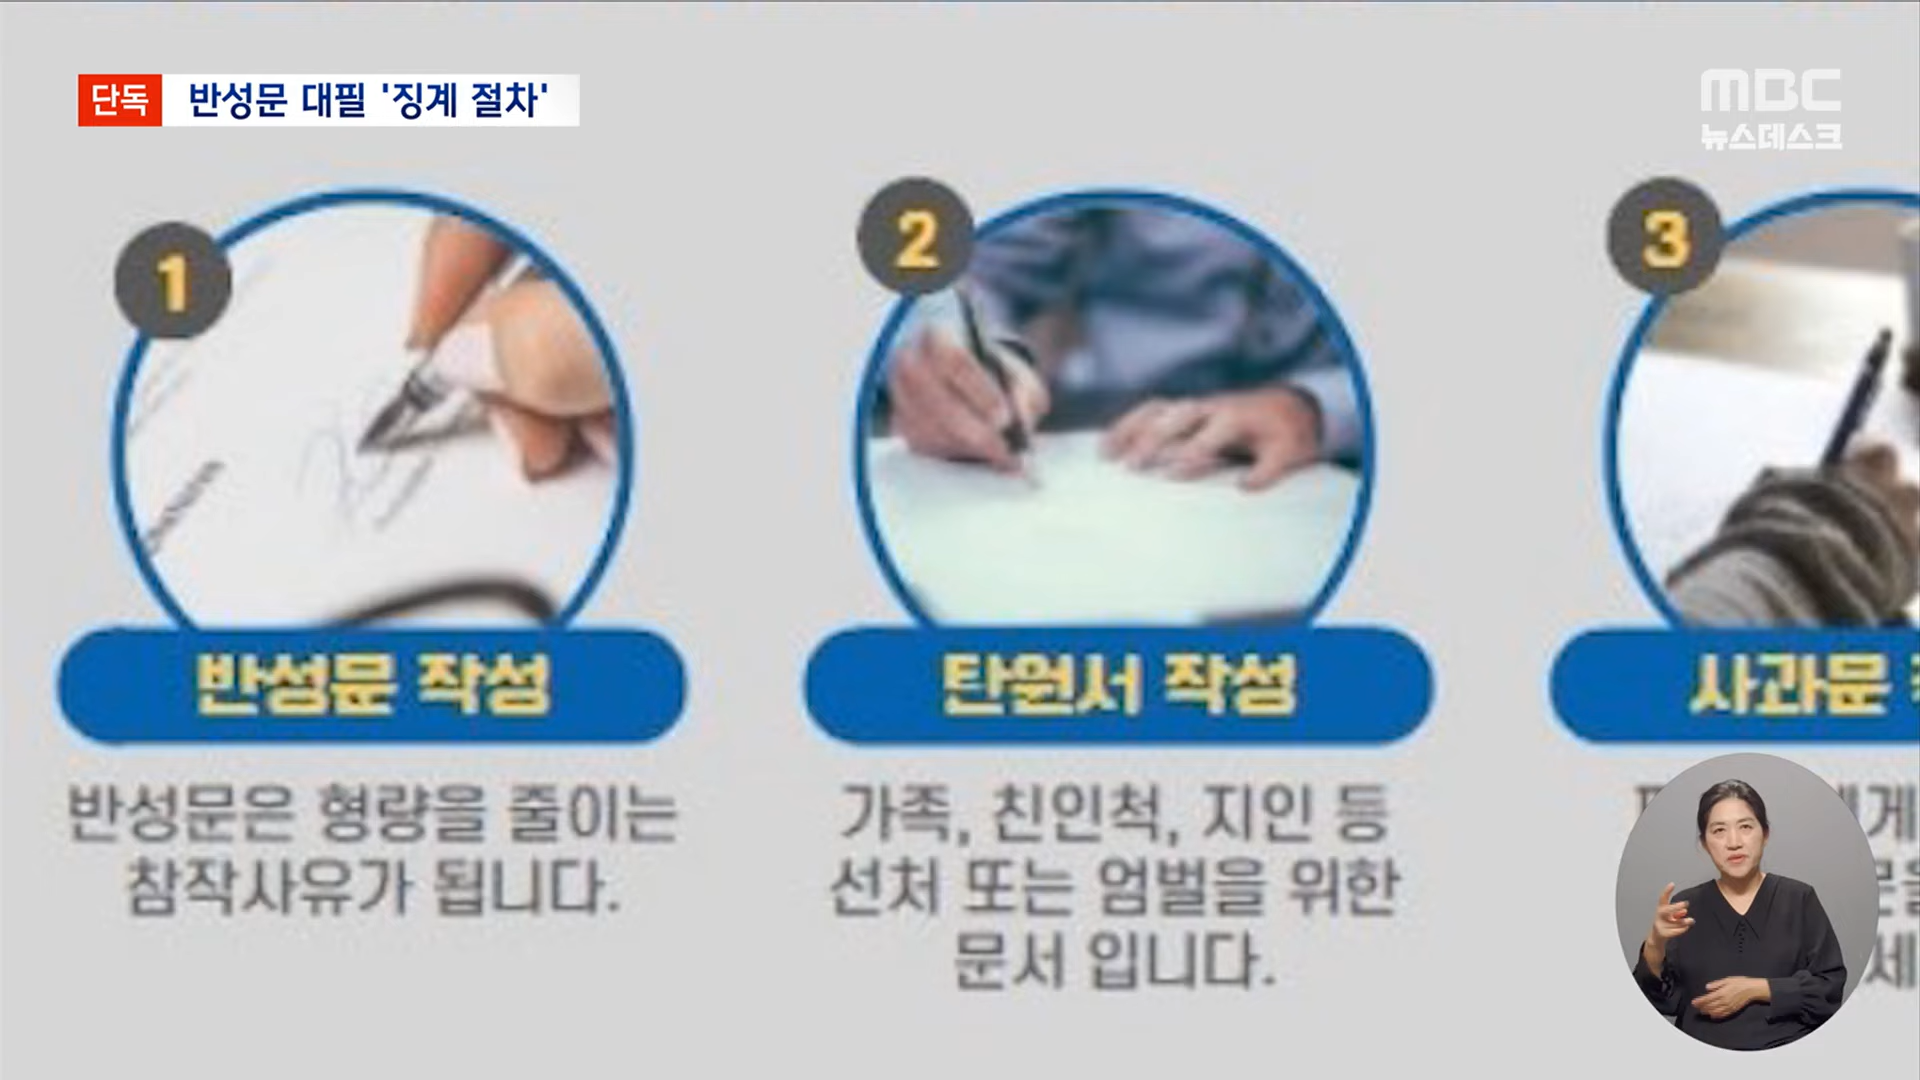 단독 반성문 대필 '징계 절차'
MBC
뉴스데스크
1
2
3
반성문 작성
탄원서 작성
사과문
반성문은 형량을 줄이는
참작사유가 됩니다.
가족, 친인척, 지인 등
선처 또는 엄벌을 위한
문서 입니다.